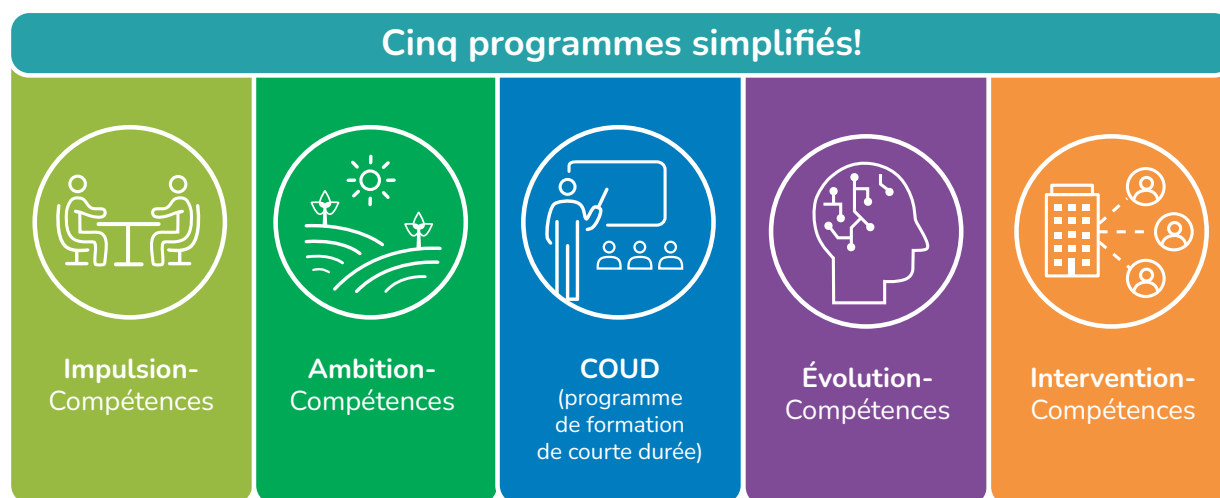 Cinq programmes simplifiés!
Impulsion-
Compétences
Ambition-
Compétences
COUD
(programme
de formation
de courte durée)
Évolution-
Compétences
Intervention-
Compétences